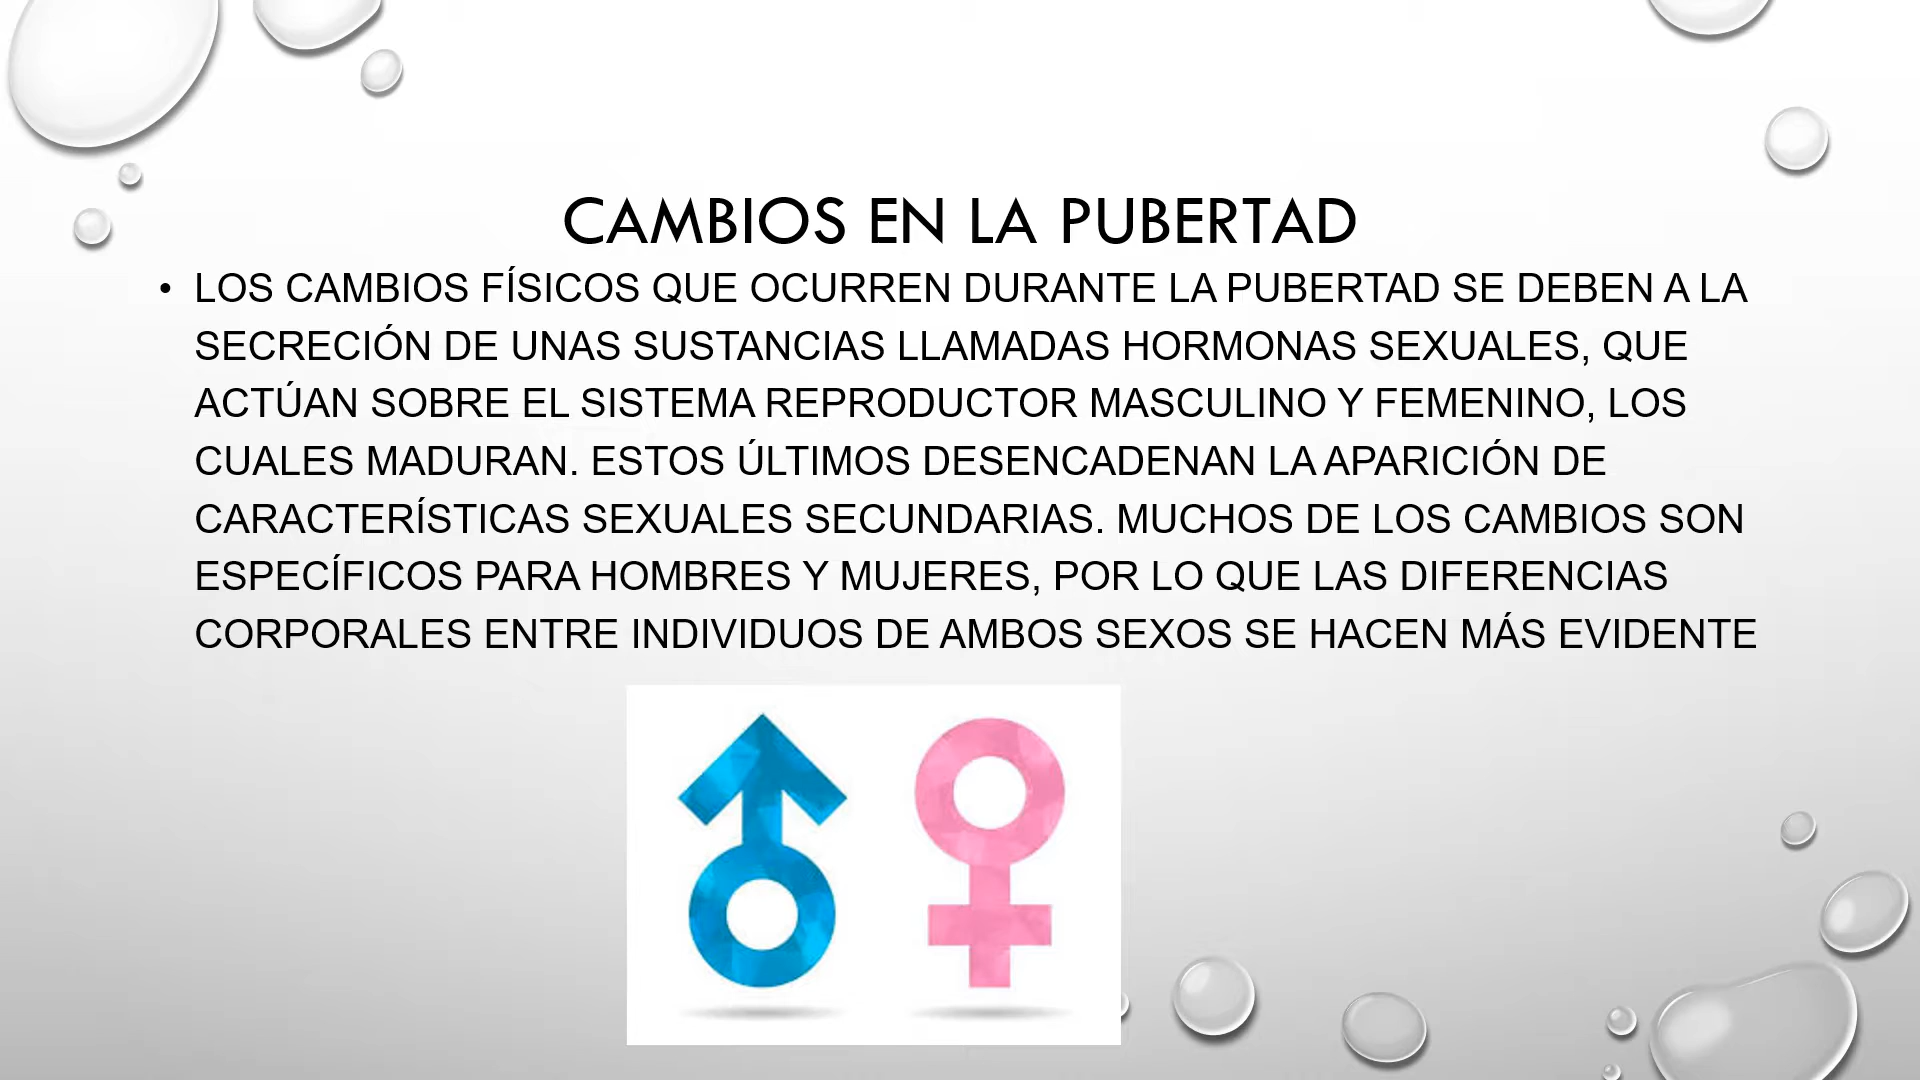 CAMBIOS EN LA PUBERTAD
• LOS CAMBIOS FÍSICOS QUE OCURREN DURANTE LA PUBERTAD SE DEBEN A LA
SECRECIÓN DE UNAS SUSTANCIAS LLAMADAS HORMONAS SEXUALES, QUE
ACTÚAN SOBRE EL SISTEMA REPRODUCTOR MASCULINO Y FEMENINO, LOS
CUALES MADURAN. ESTOS ÚLTIMOS DESENCADENAN LA APARICIÓN DE
CARACTERÍSTICAS SEXUALES SECUNDARIAS. MUCHOS DE LOS CAMBIOS SON
ESPECÍFICOS PARA HOMBRES Y MUJERES, POR LO QUE LAS DIFERENCIAS
CORPORALES ENTRE INDIVIDUOS DE AMBOS SEXOS SE HACEN MÁS EVIDENTE